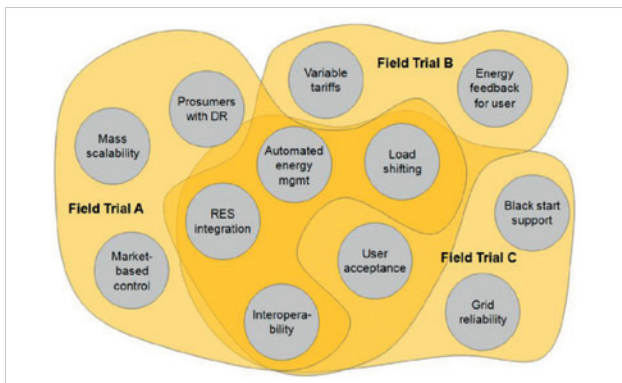 Variable
tariffs
Field Trial B
Energy
feedback
for user
Prosumers
with DR
Mass
scalability
Automated
energy
mgmt
Load
shifting
Field Trial A
RES
integration
Black start
support
User
acceptance
Field Trial C
Market-
based
control
Interopera-
bility
Grid
reliability